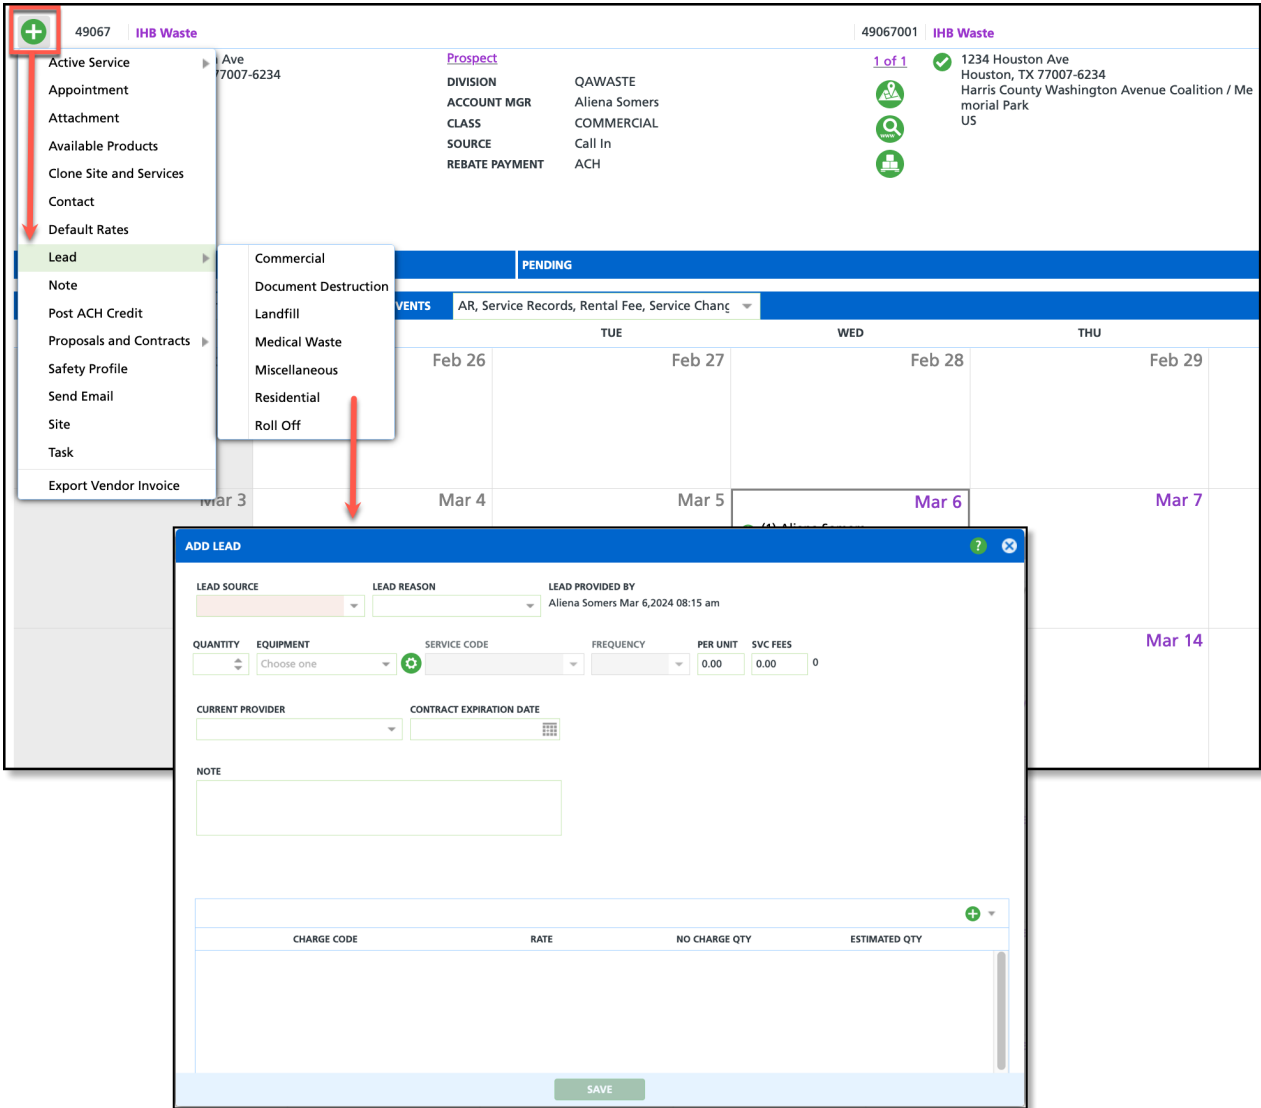 49067 IHB Waste 49067001 IHB Waste
Active Service
Appointment
Attachment
Available Products
Clone Site and Services
Contact
Default Rates
Lead
Note
Post ACH Credit
Proposals and Contracts
Safety Profile
Send Email
Site
Task
Export Vendor Invoice
Ave
77007-6234
Prospect
DIVISION QAWASTE
ACCOUNT MGR Aliena Somers
CLASS COMMERCIAL
SOURCE Call In
REBATE PAYMENT ACH
1 of 1
www
1234 Houston Ave
Houston, TX 77007-6234
Harris County Washington Avenue Coalition / Me
morial Park
US
Commercial
Document Destruction
Landfill
Medical Waste
Miscellaneous
Residential
Roll Off
PENDING
VENTS AR, Service Records, Rental Fee, Service Chang
TUE WED THU
Feb 26 Feb 27 Feb 28 Feb 29
Mar 3 Mar 4 Mar 5 Mar 6 Mar 7
(1) Aliena Somers
Mar 14
ADD LEAD ?
LEAD SOURCE LEAD REASON LEAD PROVIDED BY
Aliena Somers Mar 6,2024 08:15 am
QUANTITY EQUIPMENT SERVICE CODE FREQUENCY PER UNIT SVC FEES
Choose one 0.00 0.00 0
CURRENT PROVIDER CONTRACT EXPIRATION DATE
NOTE
CHARGE CODE RATE NO CHARGE QTY ESTIMATED QTY
SAVE